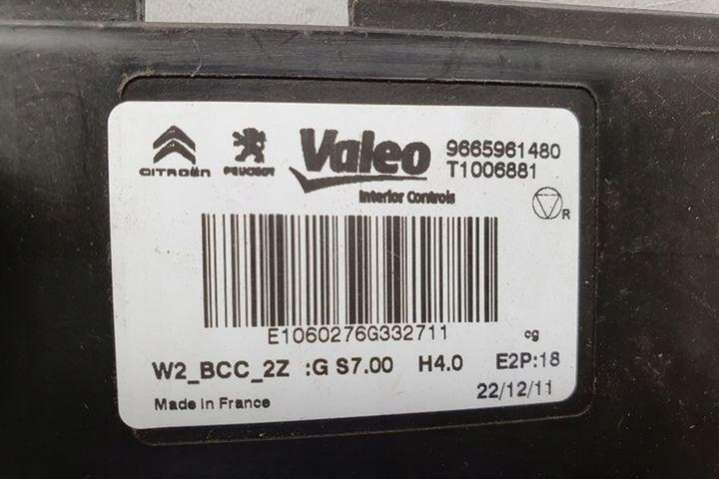 CITROËN PEUGEOT Valeo 9665961480
T1006881
Interior Controls
R
E1060276G332711
cg
W2_BCC_2Z :G S7.00 H4.0 E2P:18
Made in France 22/12/11